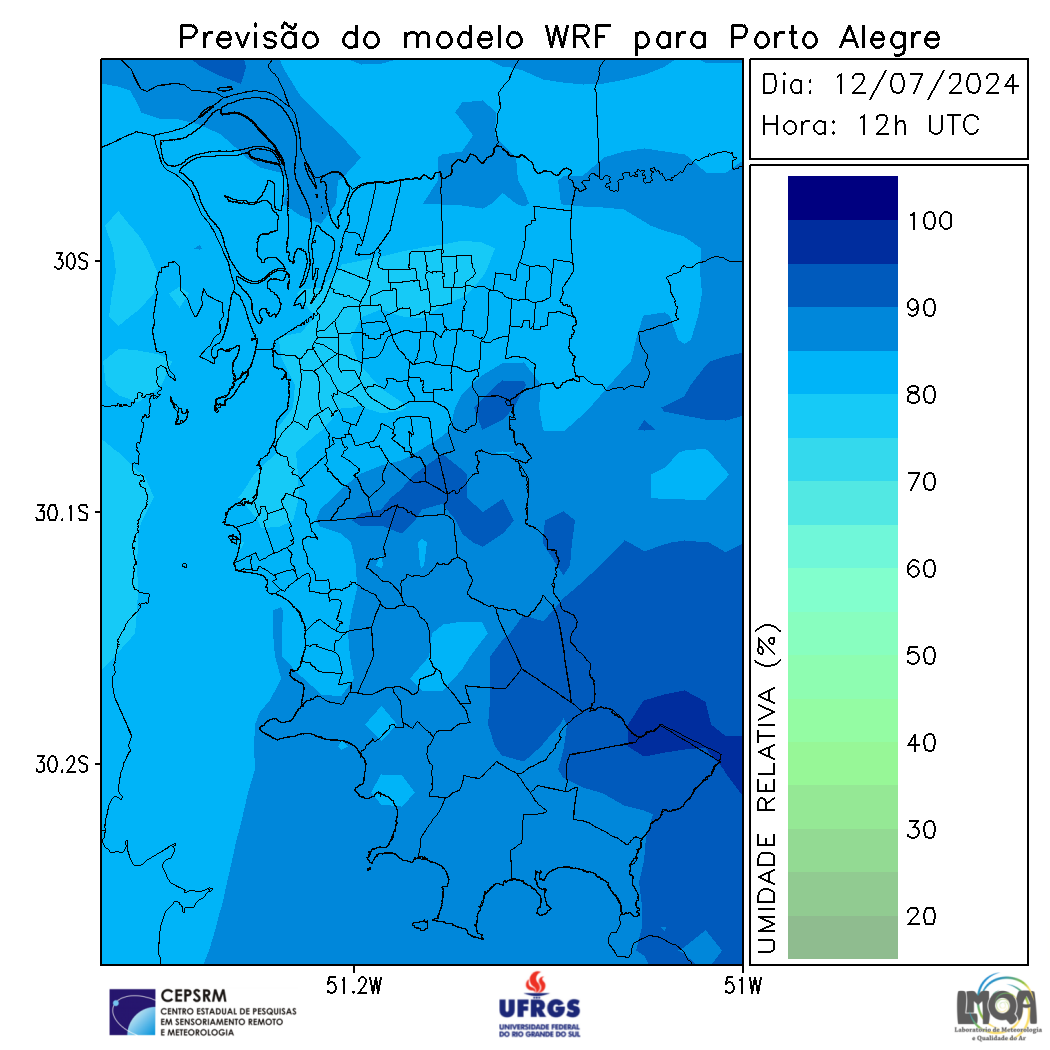 Previsão do modelo WRF para Porto Alegre
Dia: 12/07/2024
Hora: 12h UTC
100
90
80
70
60
50
40
30
20
UMIDADE RELATIVA (%)
30S
30.1S
30.2S
51.2W
51W
CEPSRM
CENTRO ESTADUAL DE PESQUISAS
EM SENSORIAMENTO REMOTO
E METEOROLOGIA
UFRGS
UNIVERSIDADE FEDERAL
DO RIO GRANDE DO SUL
LMQA
Laboratório de Meteorologia
e Qualidade do Ar